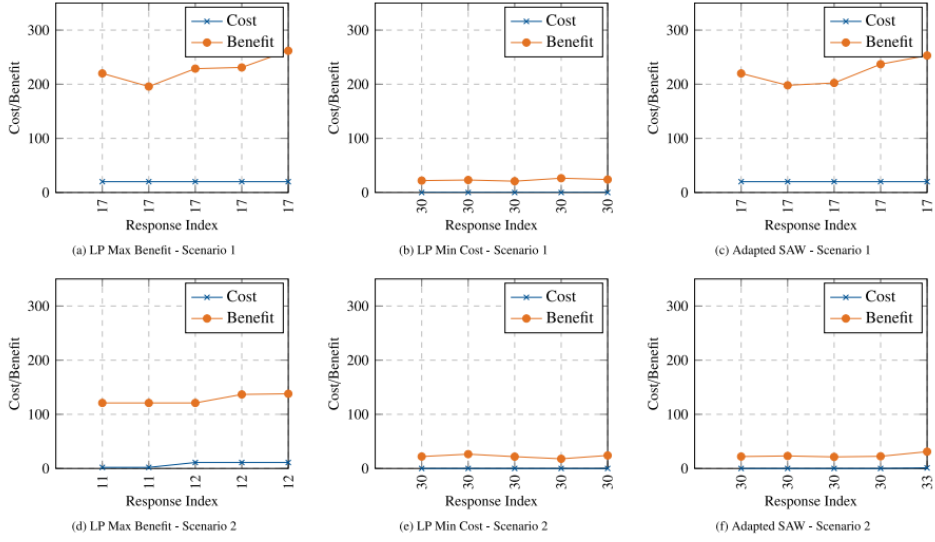 Cost
Benefit
300
200
100
0
Cost/Benefit
17
17
17
17
17
Response Index
(a) LP Max Benefit - Scenario 1
Cost
Benefit
300
200
100
0
Cost/Benefit
30
30
30
30
30
Response Index
(b) LP Min Cost - Scenario 1
Cost
Benefit
300
200
100
0
Cost/Benefit
17
17
17
17
17
Response Index
(c) Adapted SAW - Scenario 1
Cost
Benefit
300
200
100
0
Cost/Benefit
11
11
12
12
12
Response Index
(d) LP Max Benefit - Scenario 2
Cost
Benefit
300
200
100
0
Cost/Benefit
30
30
30
30
30
Response Index
(e) LP Min Cost - Scenario 2
Cost
Benefit
300
200
100
0
Cost/Benefit
30
30
30
30
33
Response Index
(f) Adapted SAW - Scenario 2